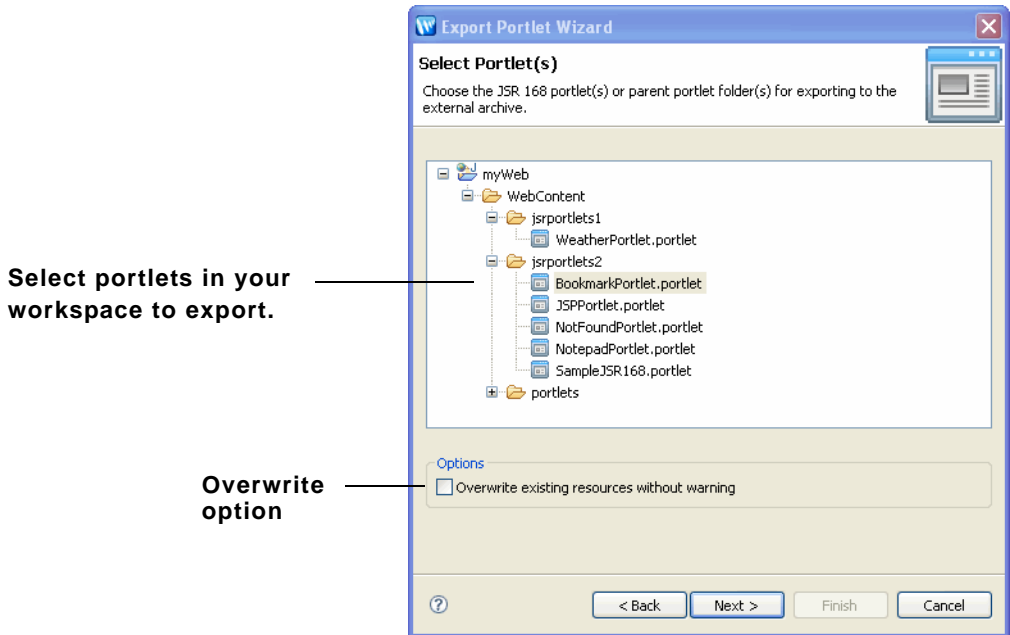 Export Portlet Wizard
Select Portlet(s)
Choose the JSR 168 portlet(s) or parent portlet folder(s) for exporting to the
external archive.
myWeb
WebContent
jsrportlets1
WeatherPortlet.portlet
jsrportlets2
BookmarkPortlet.portlet
JSPPortlet.portlet
NotFoundPortlet.portlet
NotepadPortlet.portlet
SampleJSR168.portlet
portlets
Select portlets in your
workspace to export.
Options
Overwrite existing resources without warning
Overwrite
option
?
< Back
Next >
Finish
Cancel